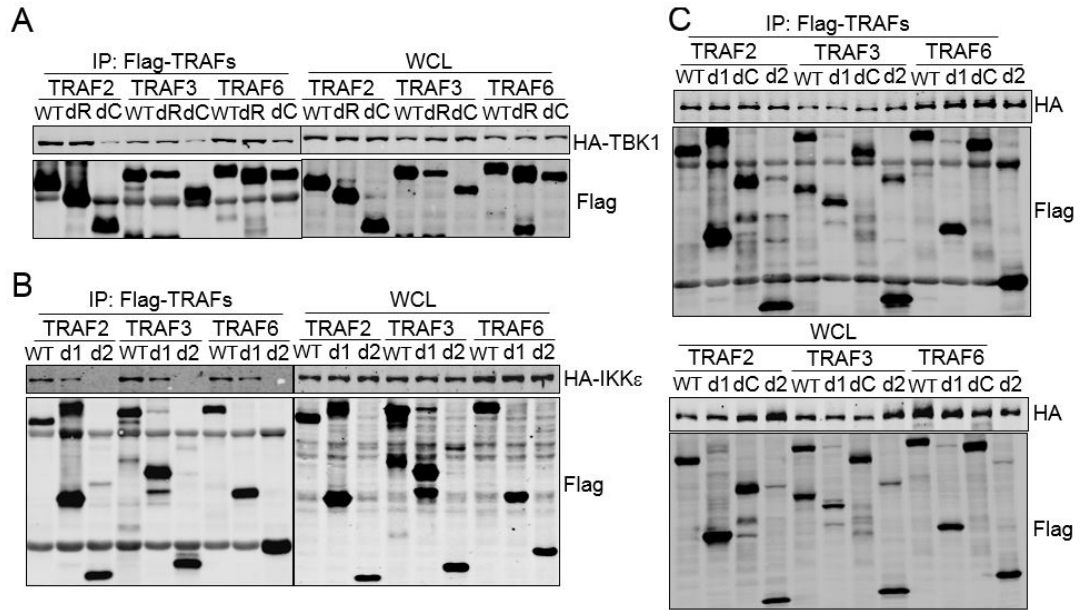 A
IP: Flag-TRAFs WCL
TRAF2 TRAF3 TRAF6 TRAF2 TRAF3 TRAF6
WT dR dC WT dR dC WT dR dC WT dR dC WT dR dC WT dR dC
HA-TBK1
Flag
B
IP: Flag-TRAFs WCL
TRAF2 TRAF3 TRAF6 TRAF2 TRAF3 TRAF6
WT d1 d2 WT d1 d2 WT d1 d2 WT d1 d2 WT d1 d2 WT d1 d2
HA-IKKε
Flag
C
IP: Flag-TRAFs
TRAF2 TRAF3 TRAF6
WT d1 dC d2 WT d1 dC d2 WT d1 dC d2
HA
Flag
WCL
TRAF2 TRAF3 TRAF6
WT d1 dC d2 WT d1 dC d2 WT d1 dC d2
HA
Flag